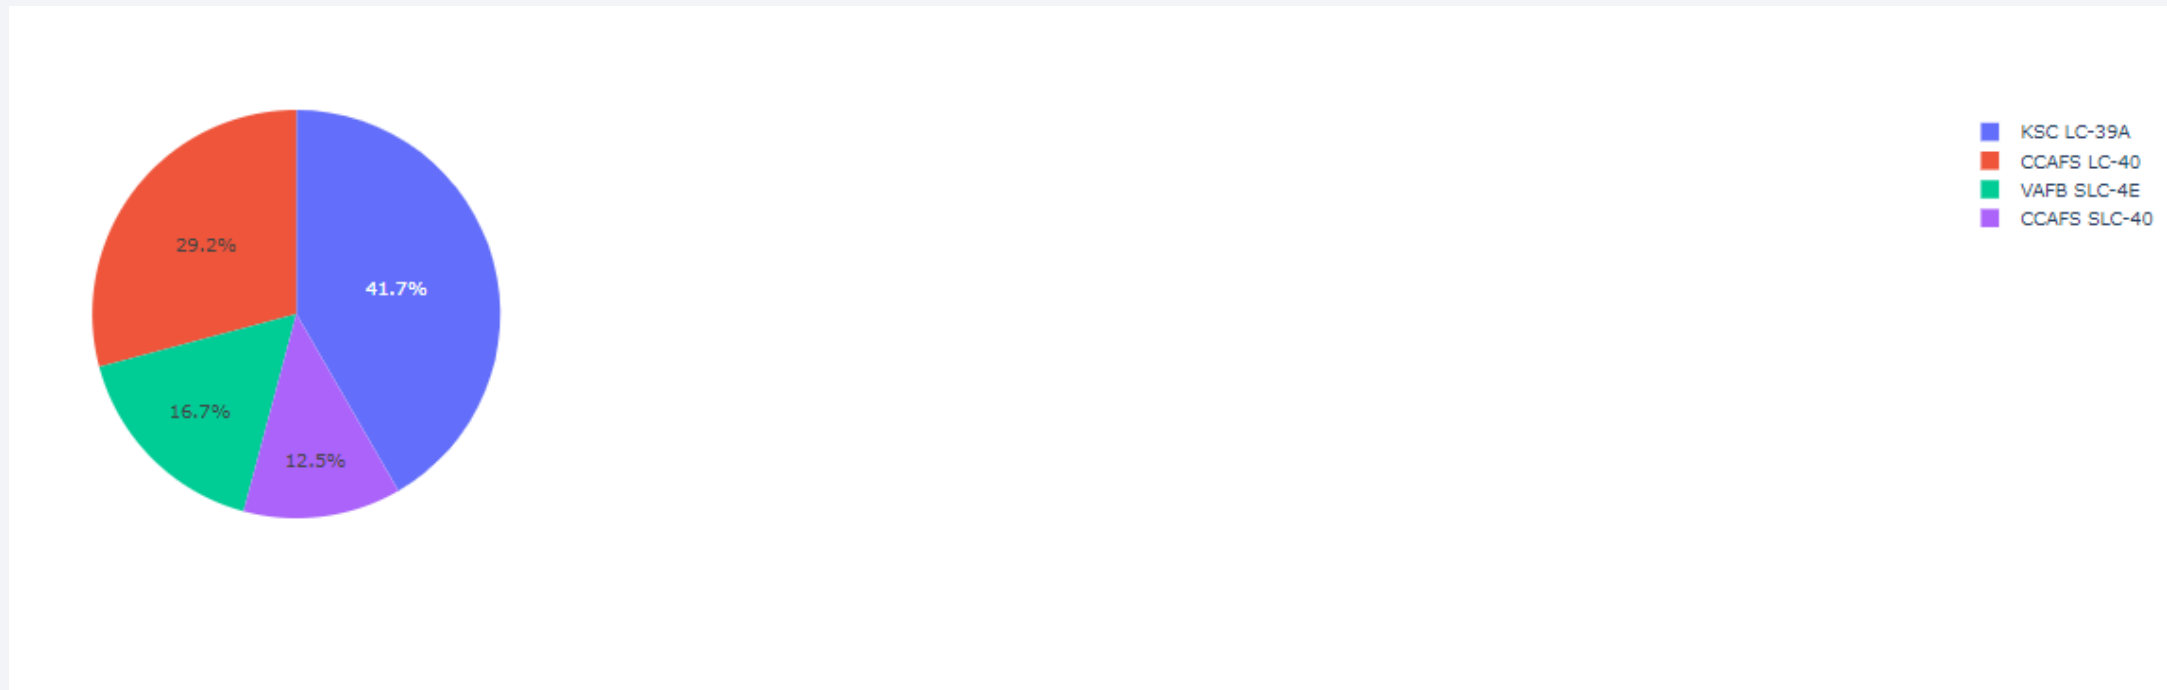 29.2%
41.7%
16.7%
12.5%
KSC LC-39A
CCAFS LC-40
VAFB SLC-4E
CCAFS SLC-40